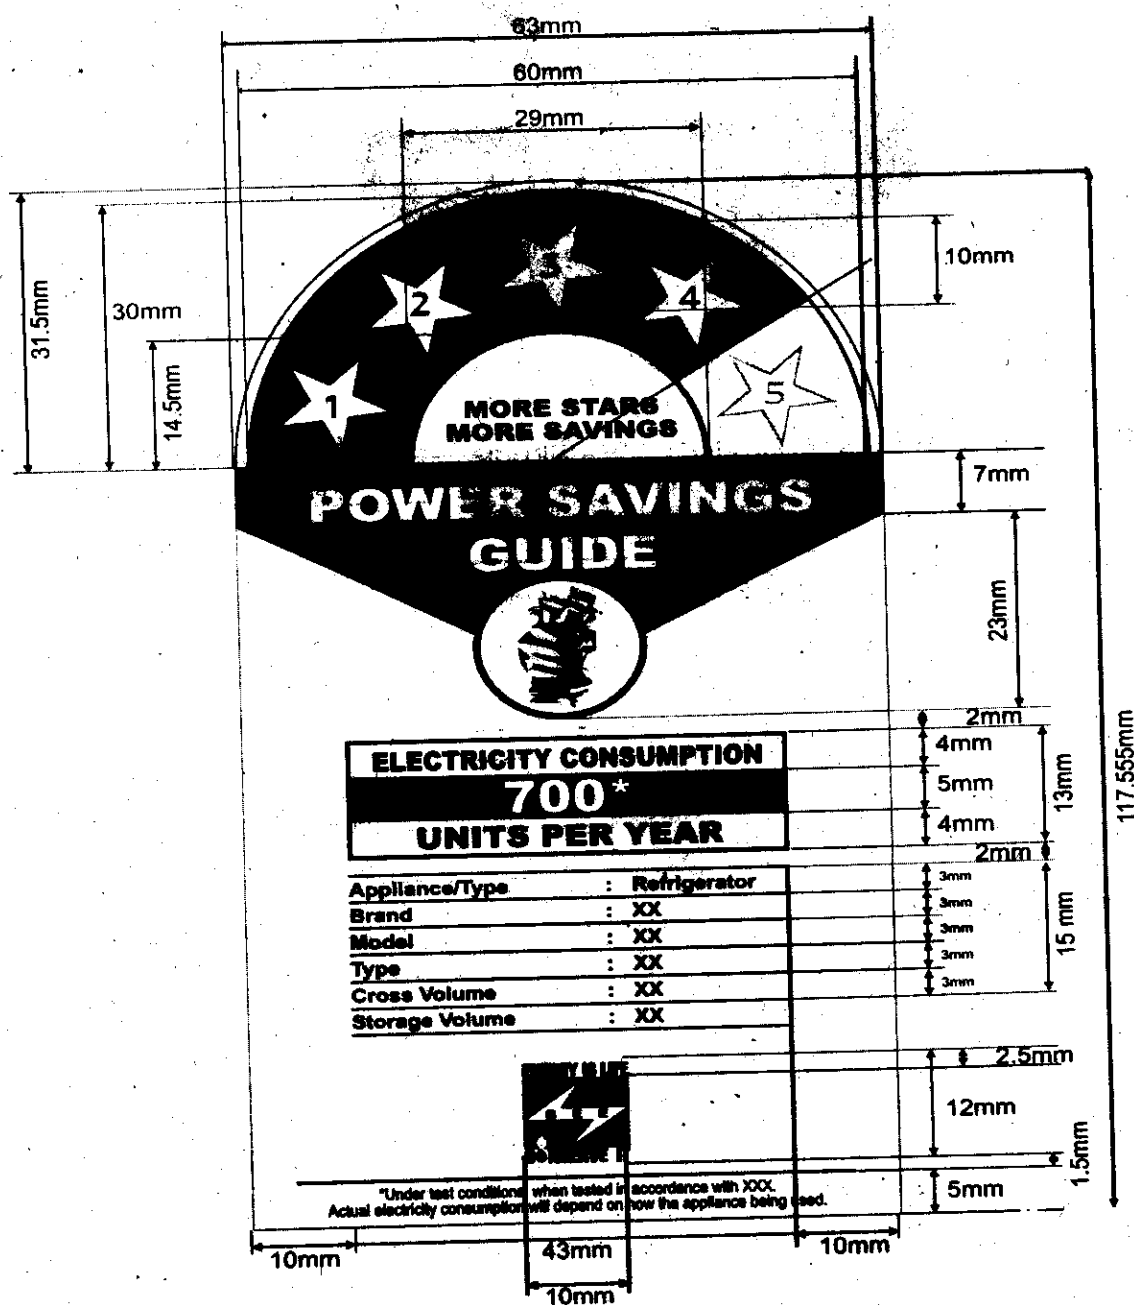 63mm
60mm
29mm
10mm
31.5mm
30mm
14.5mm
1
2
3
4
5
MORE STARS
MORE SAVINGS
7mm
POWER SAVINGS
GUIDE
23mm
117.555mm
2mm
ELECTRICITY CONSUMPTION
4mm
700*
5mm
13mm
UNITS PER YEAR
4mm
2mm
Appliance/Type : Refrigerator
3mm
Brand : XX
3mm
Model : XX
3mm
15 mm
Type : XX
3mm
Cross Volume : XX
3mm
Storage Volume : XX
2.5mm
IS LIFE
12mm
1.5mm
*Under test conditions, when tested in accordance with XXX.
5mm
Actual electricity consumption will depend on how the appliance being used.
10mm
43mm
10mm
10mm